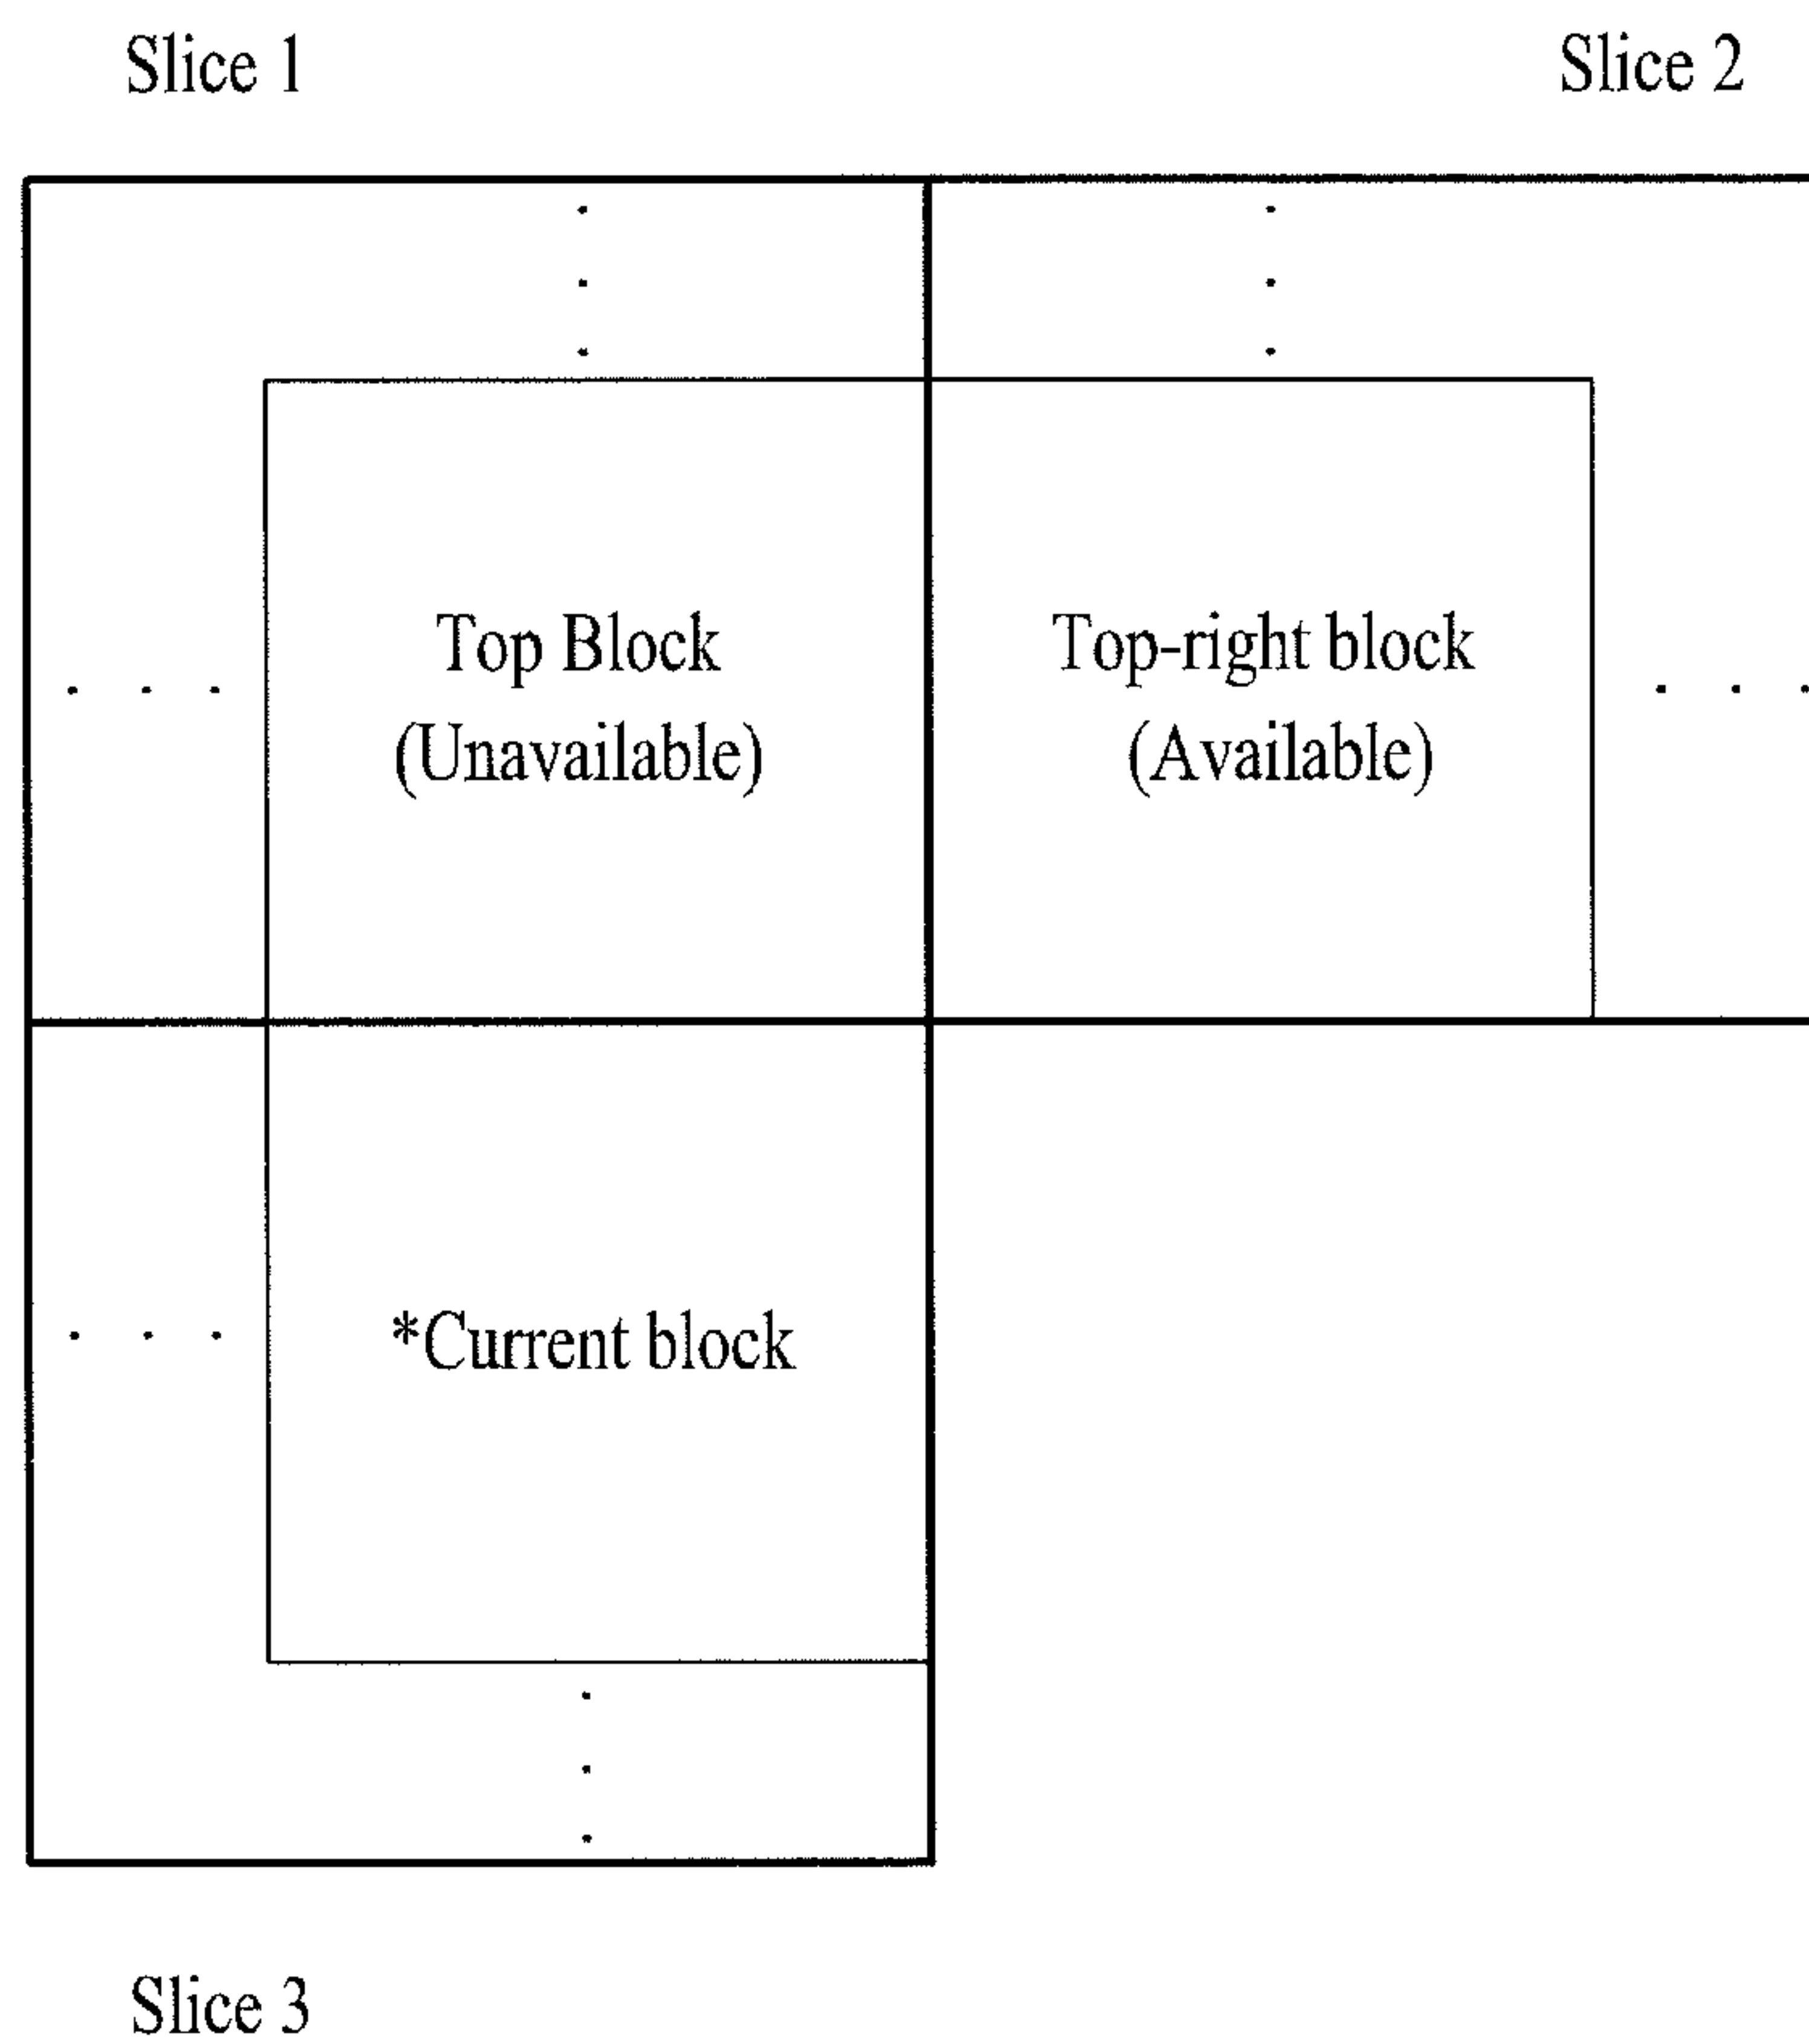 Slice 1
Slice 2
Top Block
(Unavailable)
Top-right block
(Available)
*Current block
Slice 3